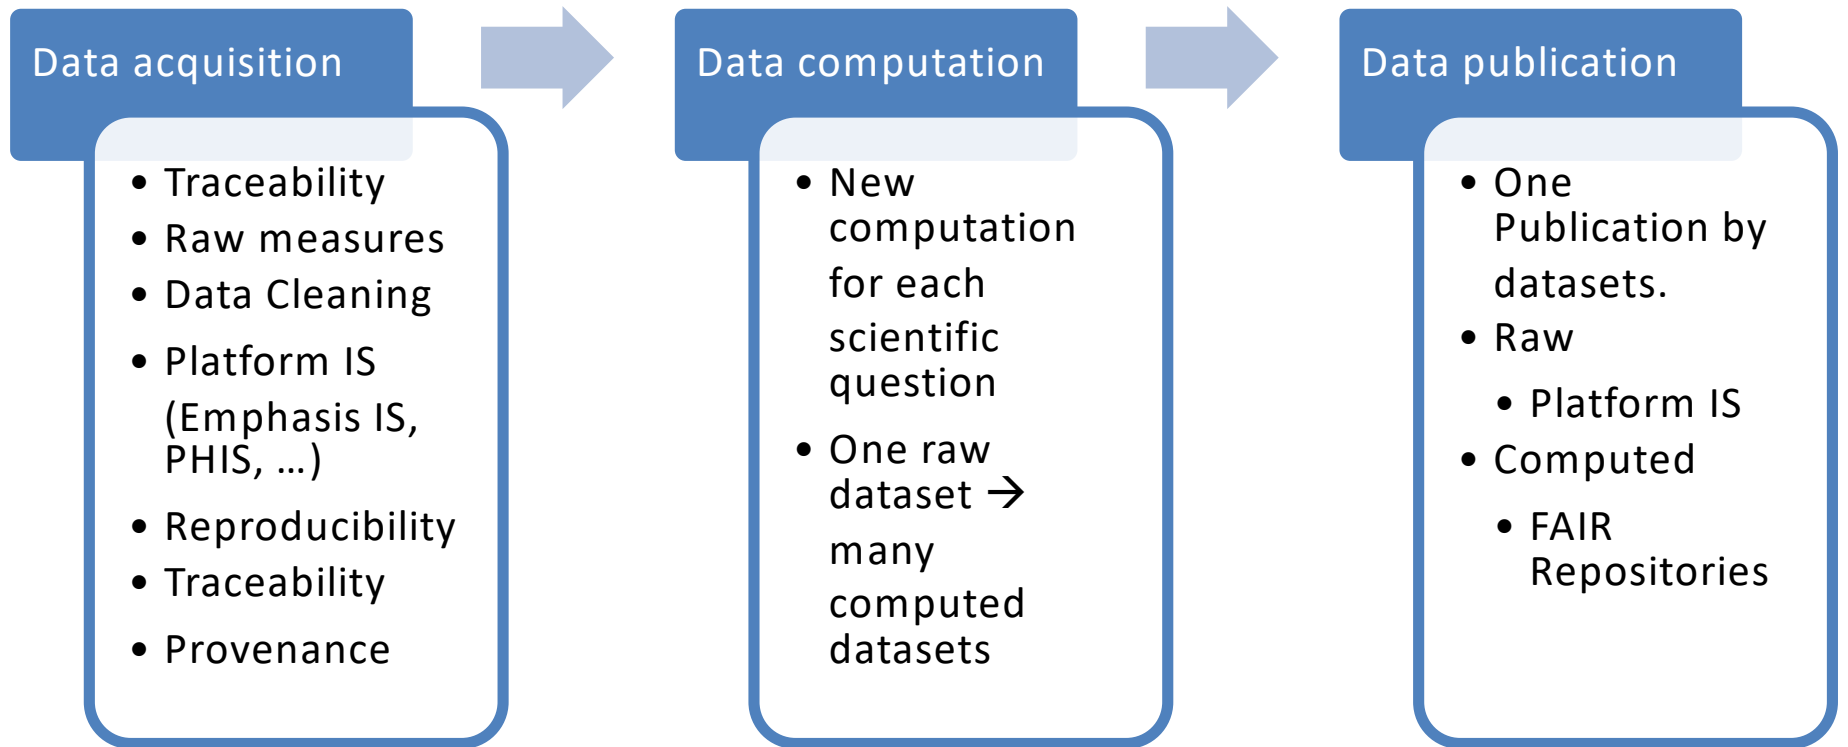 Data acquisition
• Traceability
• Raw measures
• Data Cleaning
• Platform IS
(Emphasis IS,
PHIS, …)
• Reproducibility
• Traceability
• Provenance
Data computation
• New
computation
for each
scientific
question
• One raw
dataset →
many
computed
datasets
Data publication
• One
Publication by
datasets.
• Raw
• Platform IS
• Computed
• FAIR
Repositories